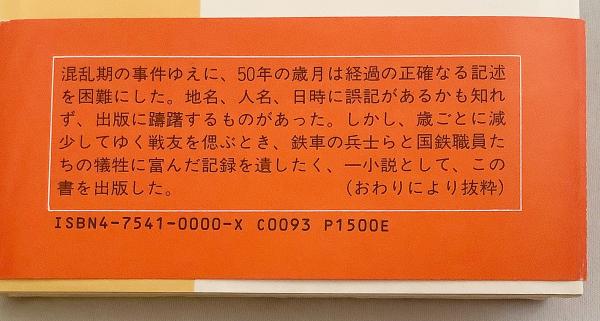 混乱期の事件ゆえに、50年の歳月は経過の正確なる記述
を困難にした。地名、人名、日時に誤記があるかも知れ
ず、出版に躊躇するものがあった。しかし、歳ごとに減
少してゆく戦友を偲ぶとき、鉄車の兵士らと国鉄職員た
ちの犠牲に富んだ記録を遺したく、一小説として、この
書を出版した。　　　　　　　　　（おわりにより抜粋）
ISBN4-7541-0000-X C0093 P1500E